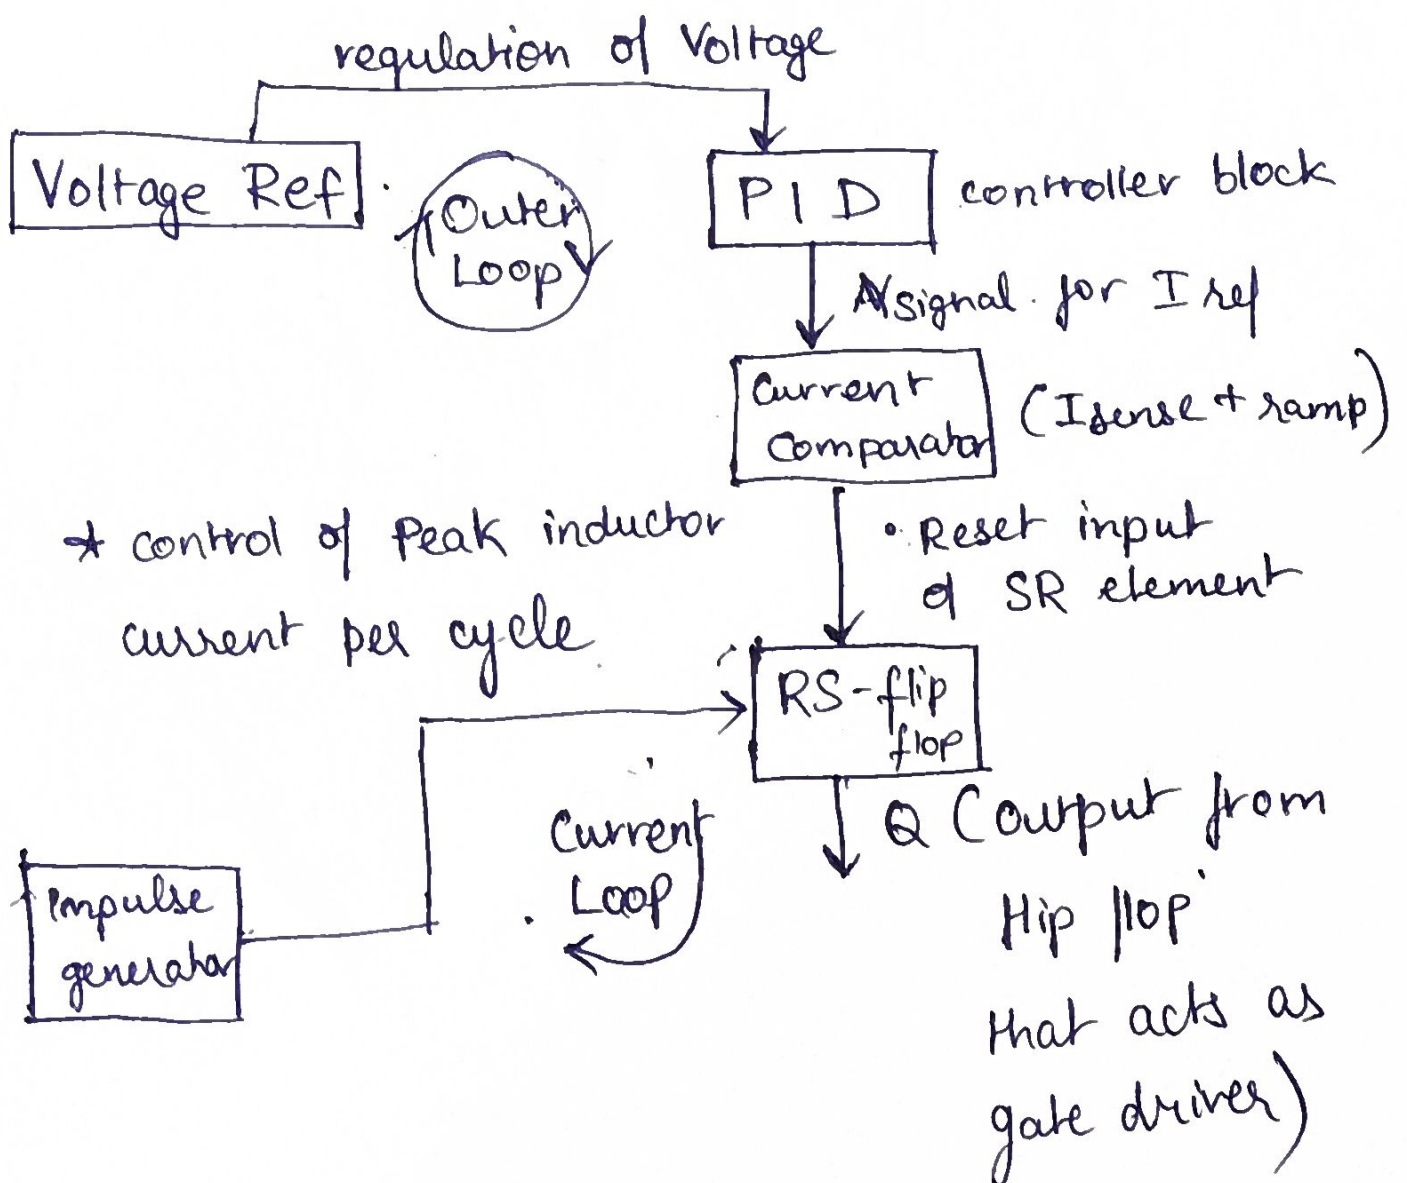 regulation of Voltage
Voltage Ref
Outer
Loop
PID
controller block
signal for I ref
Current
Comparator
(Isense + ramp)
* control of Peak inductor
current per cycle
• Reset input
of SR element
RS-flip
flop
Current
Loop
Impulse
generator
Q (output from
flip flop
that acts as
gate driver)